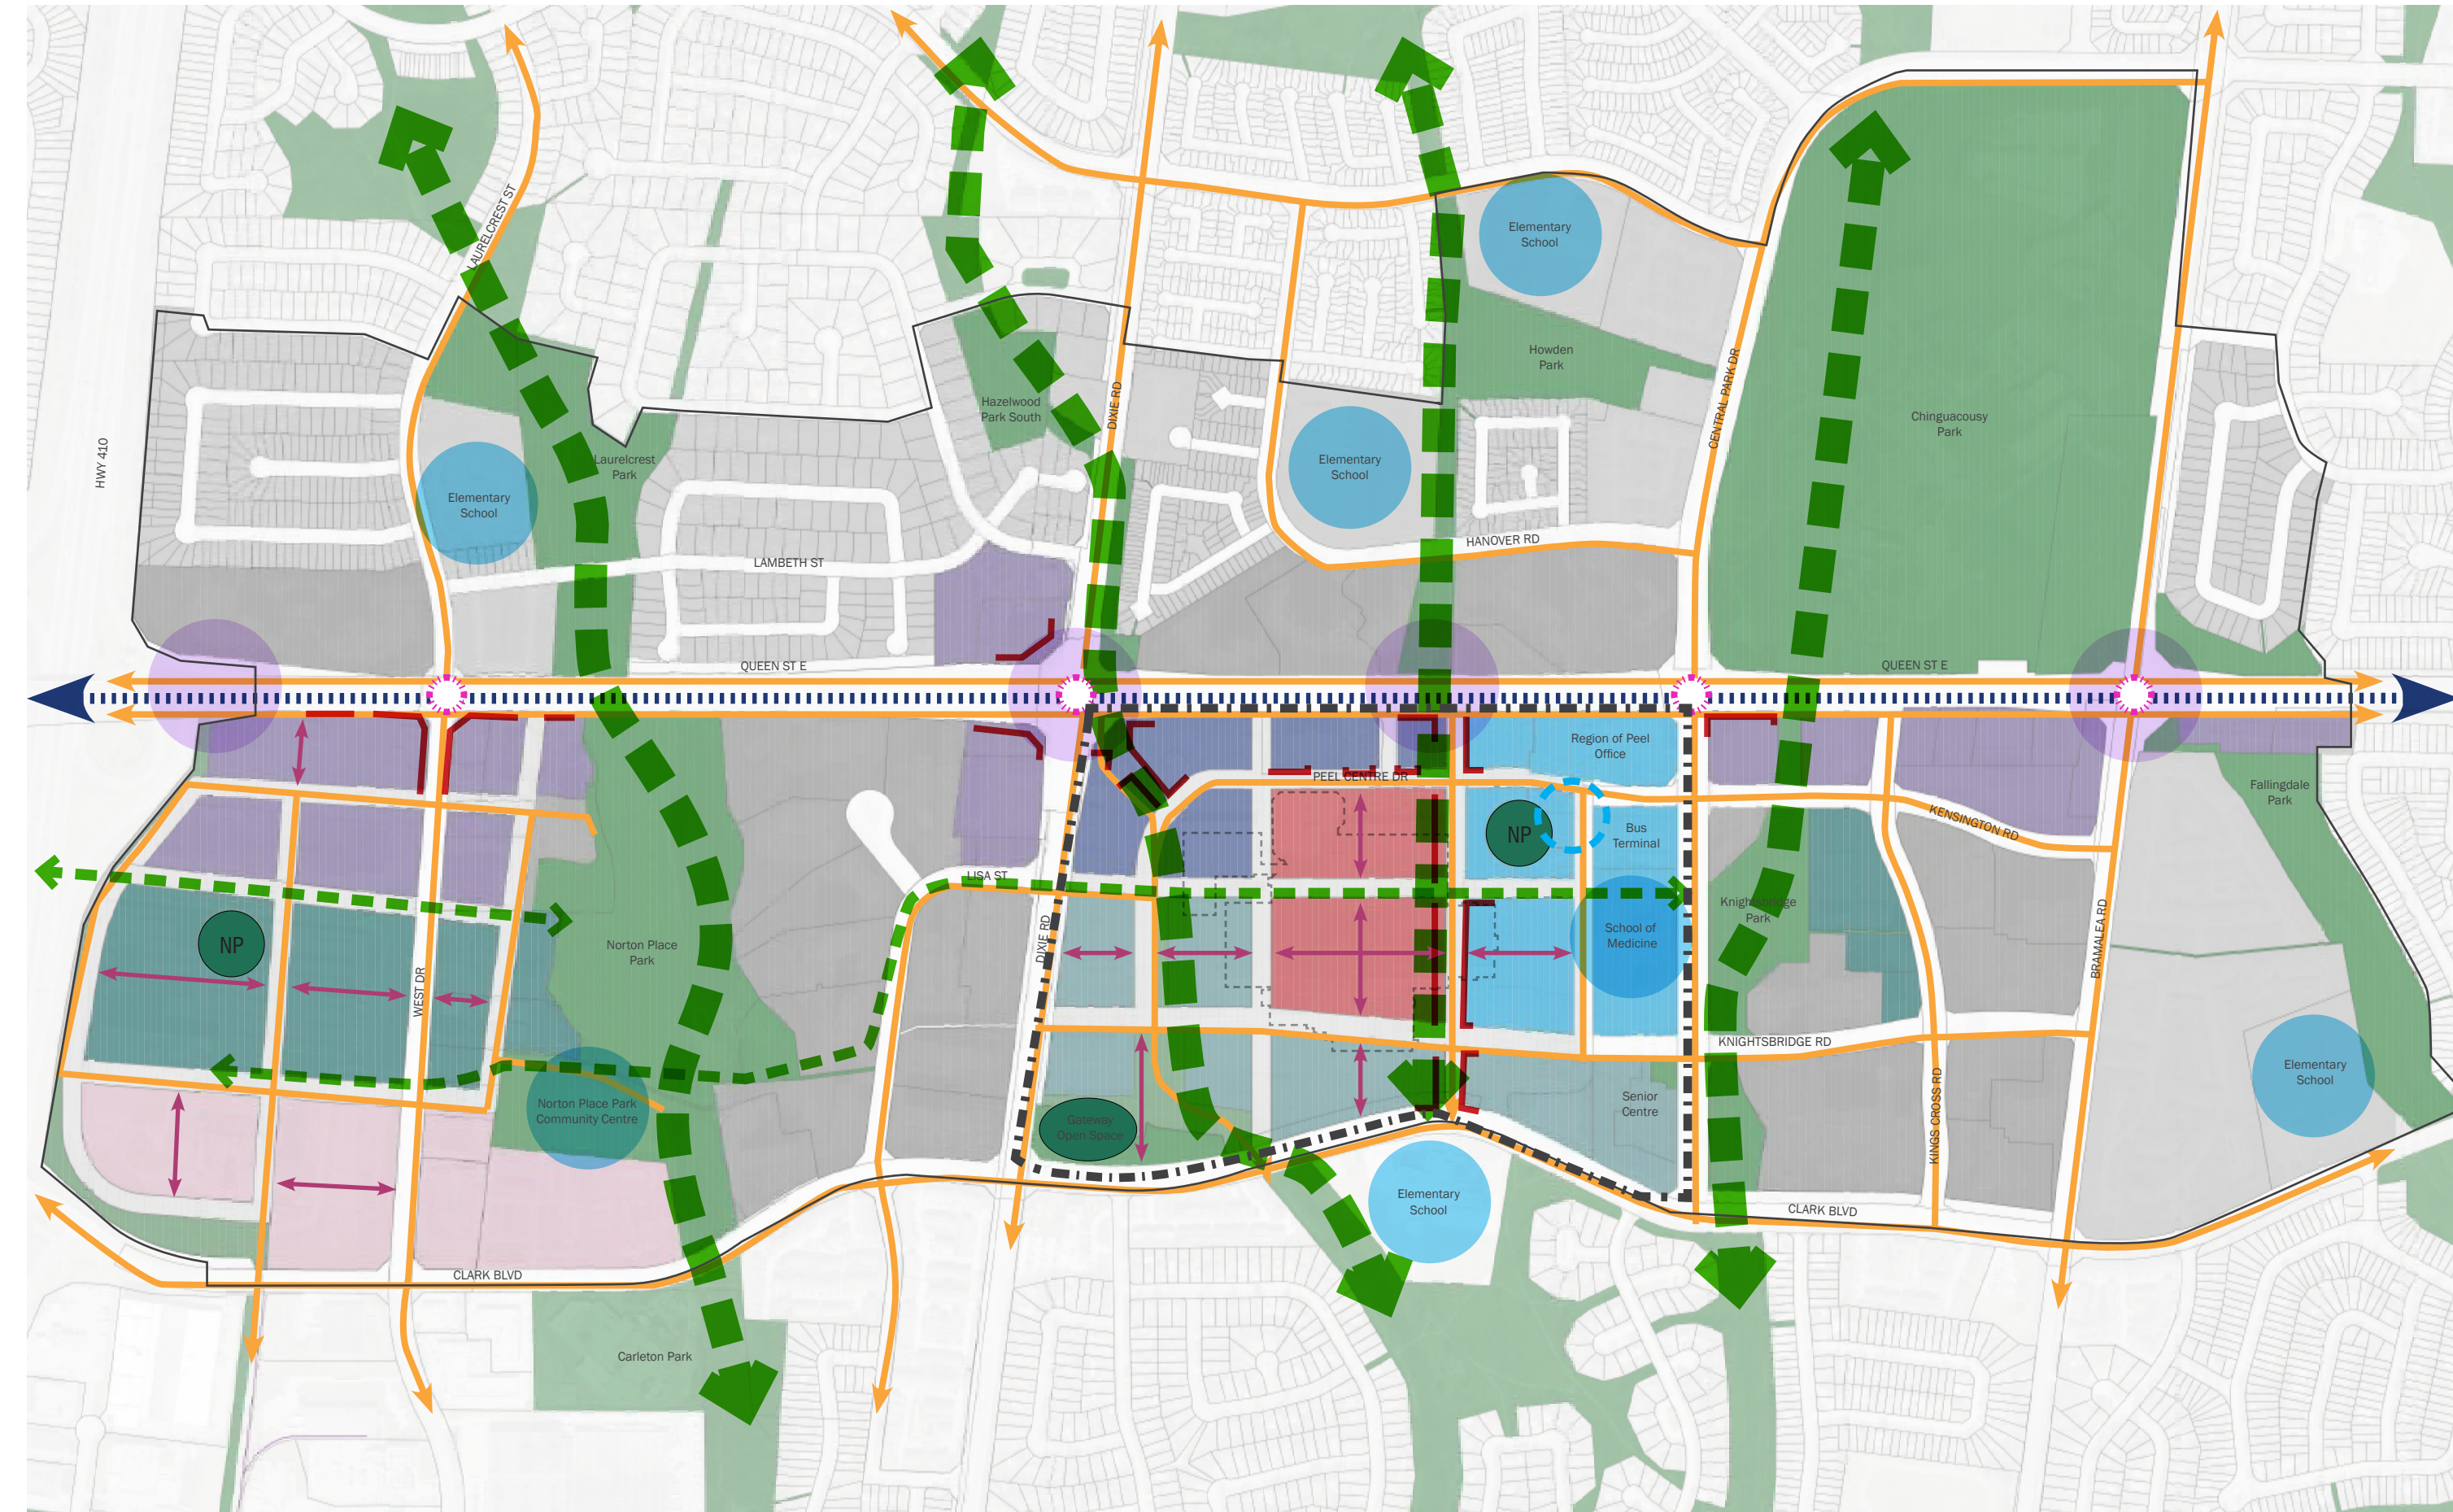 LAURELCREST ST
Elementary
School
Howden
Park
CENTRAL PARK DR
Chinguacousy
Park
HWY 410
Hazelwood
Park South
DIXIE RD
Laurelcrest
Park
Elementary
School
Elementary
School
HANOVER RD
LAMBETH ST
QUEEN ST E
QUEEN ST E
Region of Peel
Office
PEEL CENTRE DR
Fallingdale
Park
KENSINGTON RD
NP
Bus
Terminal
LISA ST
Knightsbridge
Park
NP
Norton Place
Park
DIXIE RD
School of
Medicine
BRAMALEA RD
WEST DR
KNIGHTSBRIDGE RD
Elementary
School
Norton Place Park
Community Centre
Gateway
Open Space
Senior
Centre
KINGS CROSS RD
Elementary
School
CLARK BLVD
CLARK BLVD
Carleton Park